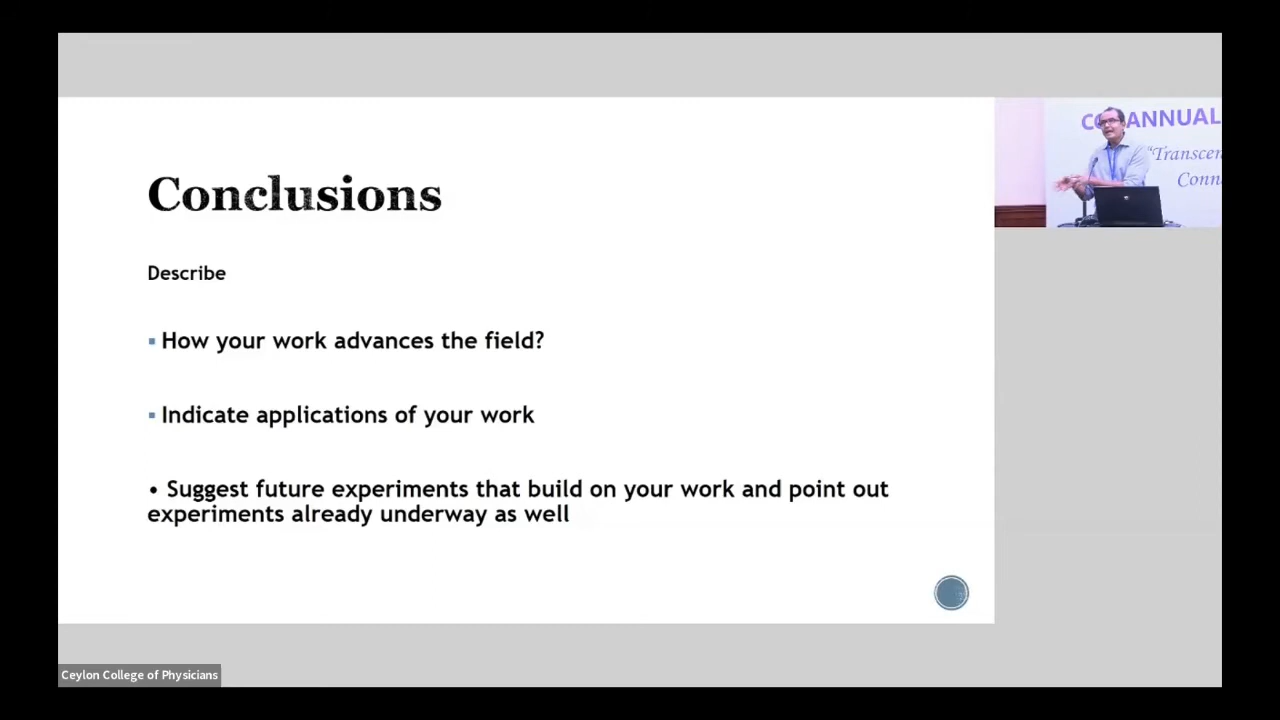 Conclusions
Describe
▪ How your work advances the field?
▪ Indicate applications of your work
• Suggest future experiments that build on your work and point out
experiments already underway as well
ANNUAL
"Transcen
Conn
Ceylon College of Physicians